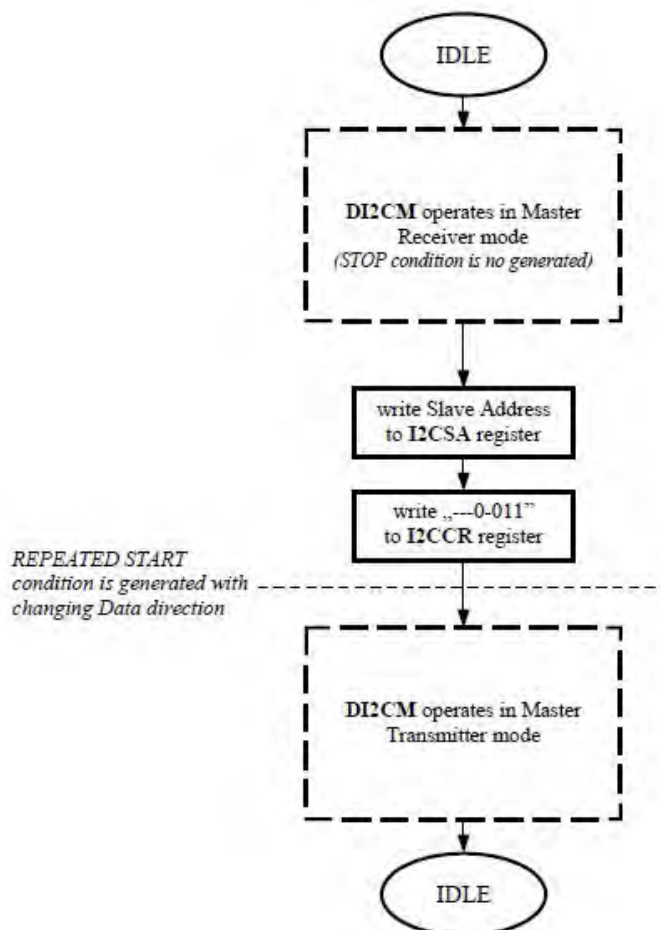 IDLE
DI2CM operates in Master
Receiver mode
(STOP condition is no generated)
write Slave Address
to I2CSA register
write „---0-011”
to I2CCR register
REPEATED START
condition is generated with
changing Data direction
DI2CM operates in Master
Transmitter mode
IDLE